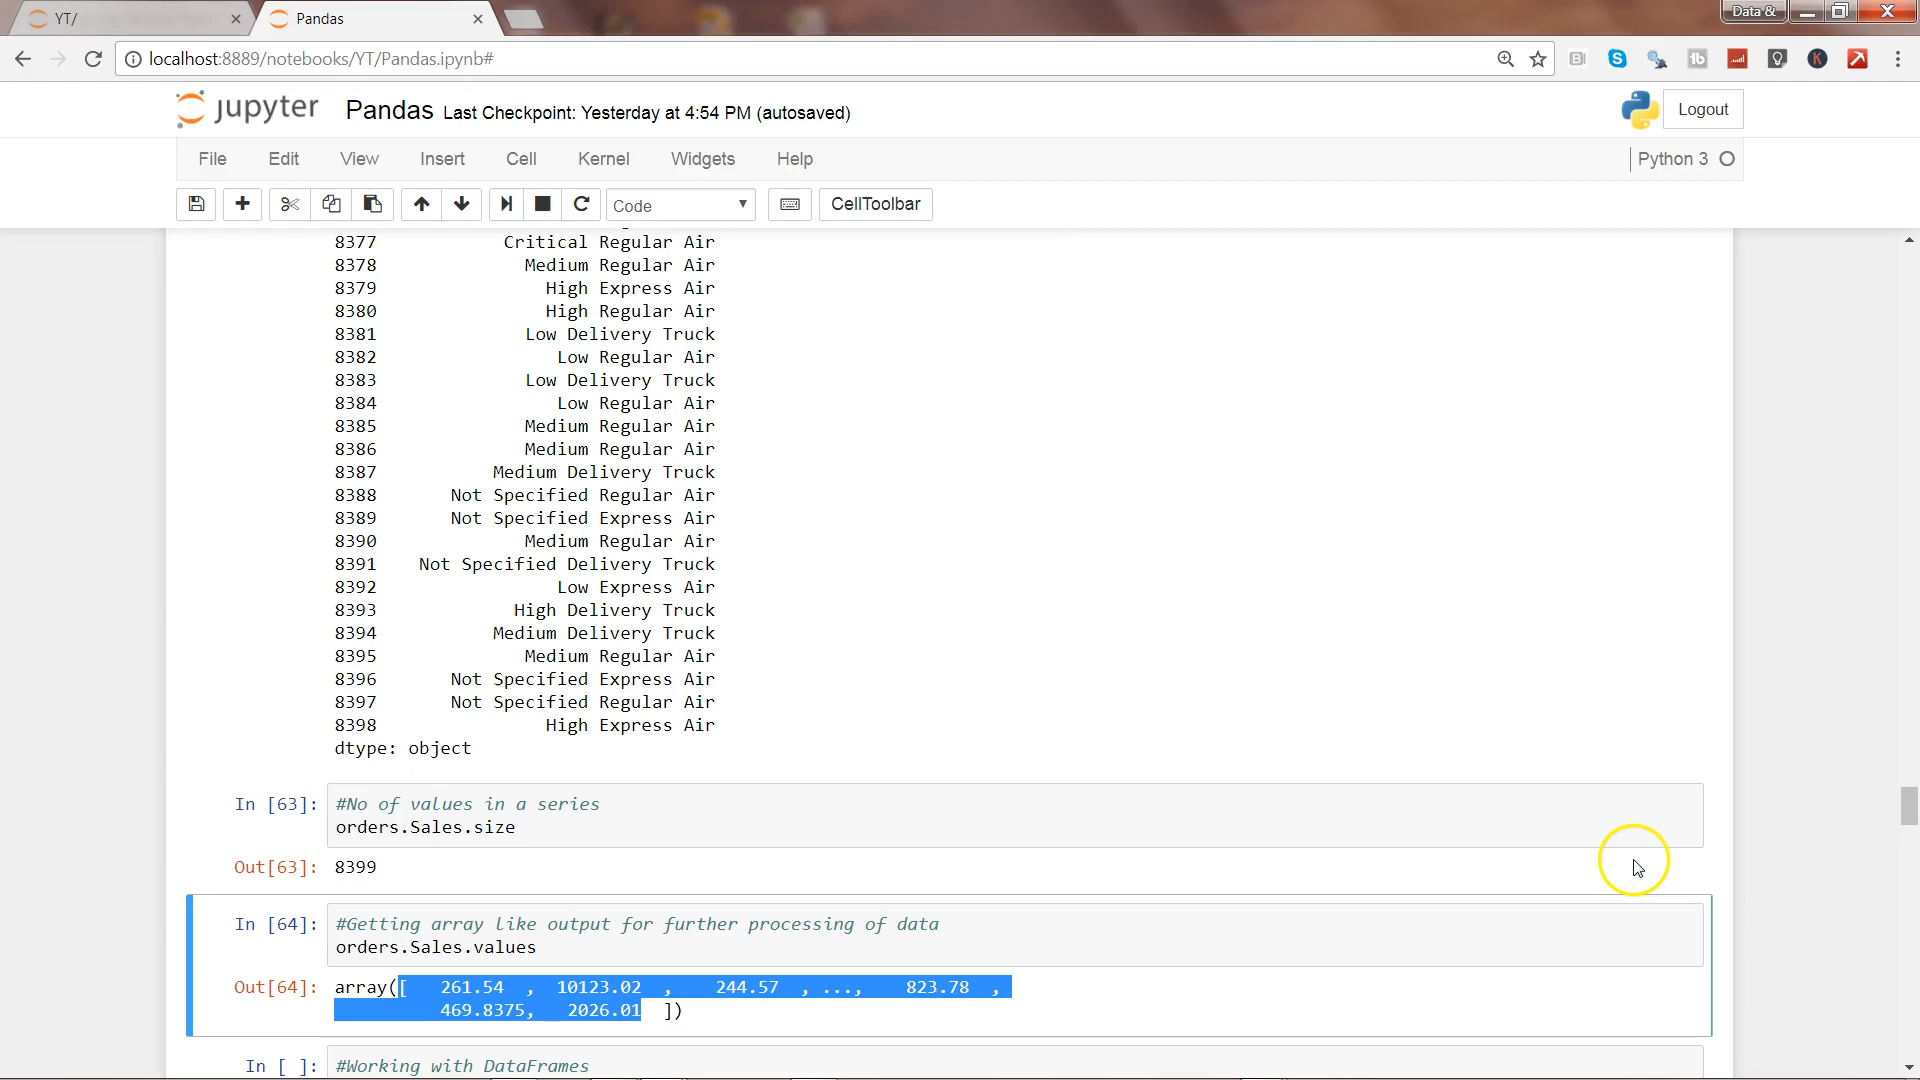 YT/
Pandas
Data &
localhost:8889/notebooks/YT/Pandas.ipynb#
jupyter Pandas Last Checkpoint: Yesterday at 4:54 PM (autosaved)
Logout
File Edit View Insert Cell Kernel Widgets Help
Python 3
Code
CellToolbar
8377 Critical Regular Air
8378 Medium Regular Air
8379 High Express Air
8380 High Regular Air
8381 Low Delivery Truck
8382 Low Regular Air
8383 Low Delivery Truck
8384 Low Regular Air
8385 Medium Regular Air
8386 Medium Regular Air
8387 Medium Delivery Truck
8388 Not Specified Regular Air
8389 Not Specified Express Air
8390 Medium Regular Air
8391 Not Specified Delivery Truck
8392 Low Express Air
8393 High Delivery Truck
8394 Medium Delivery Truck
8395 Medium Regular Air
8396 Not Specified Express Air
8397 Not Specified Regular Air
8398 High Express Air
dtype: object
In [63]: #No of values in a series
orders.Sales.size
Out[63]: 8399
In [64]: #Getting array like output for further processing of data
orders.Sales.values
Out[64]: array([ 261.54 , 10123.02 , 244.57 , ..., 823.78 ,
469.8375, 2026.01 ])
In [ ]: #Working with DataFrames